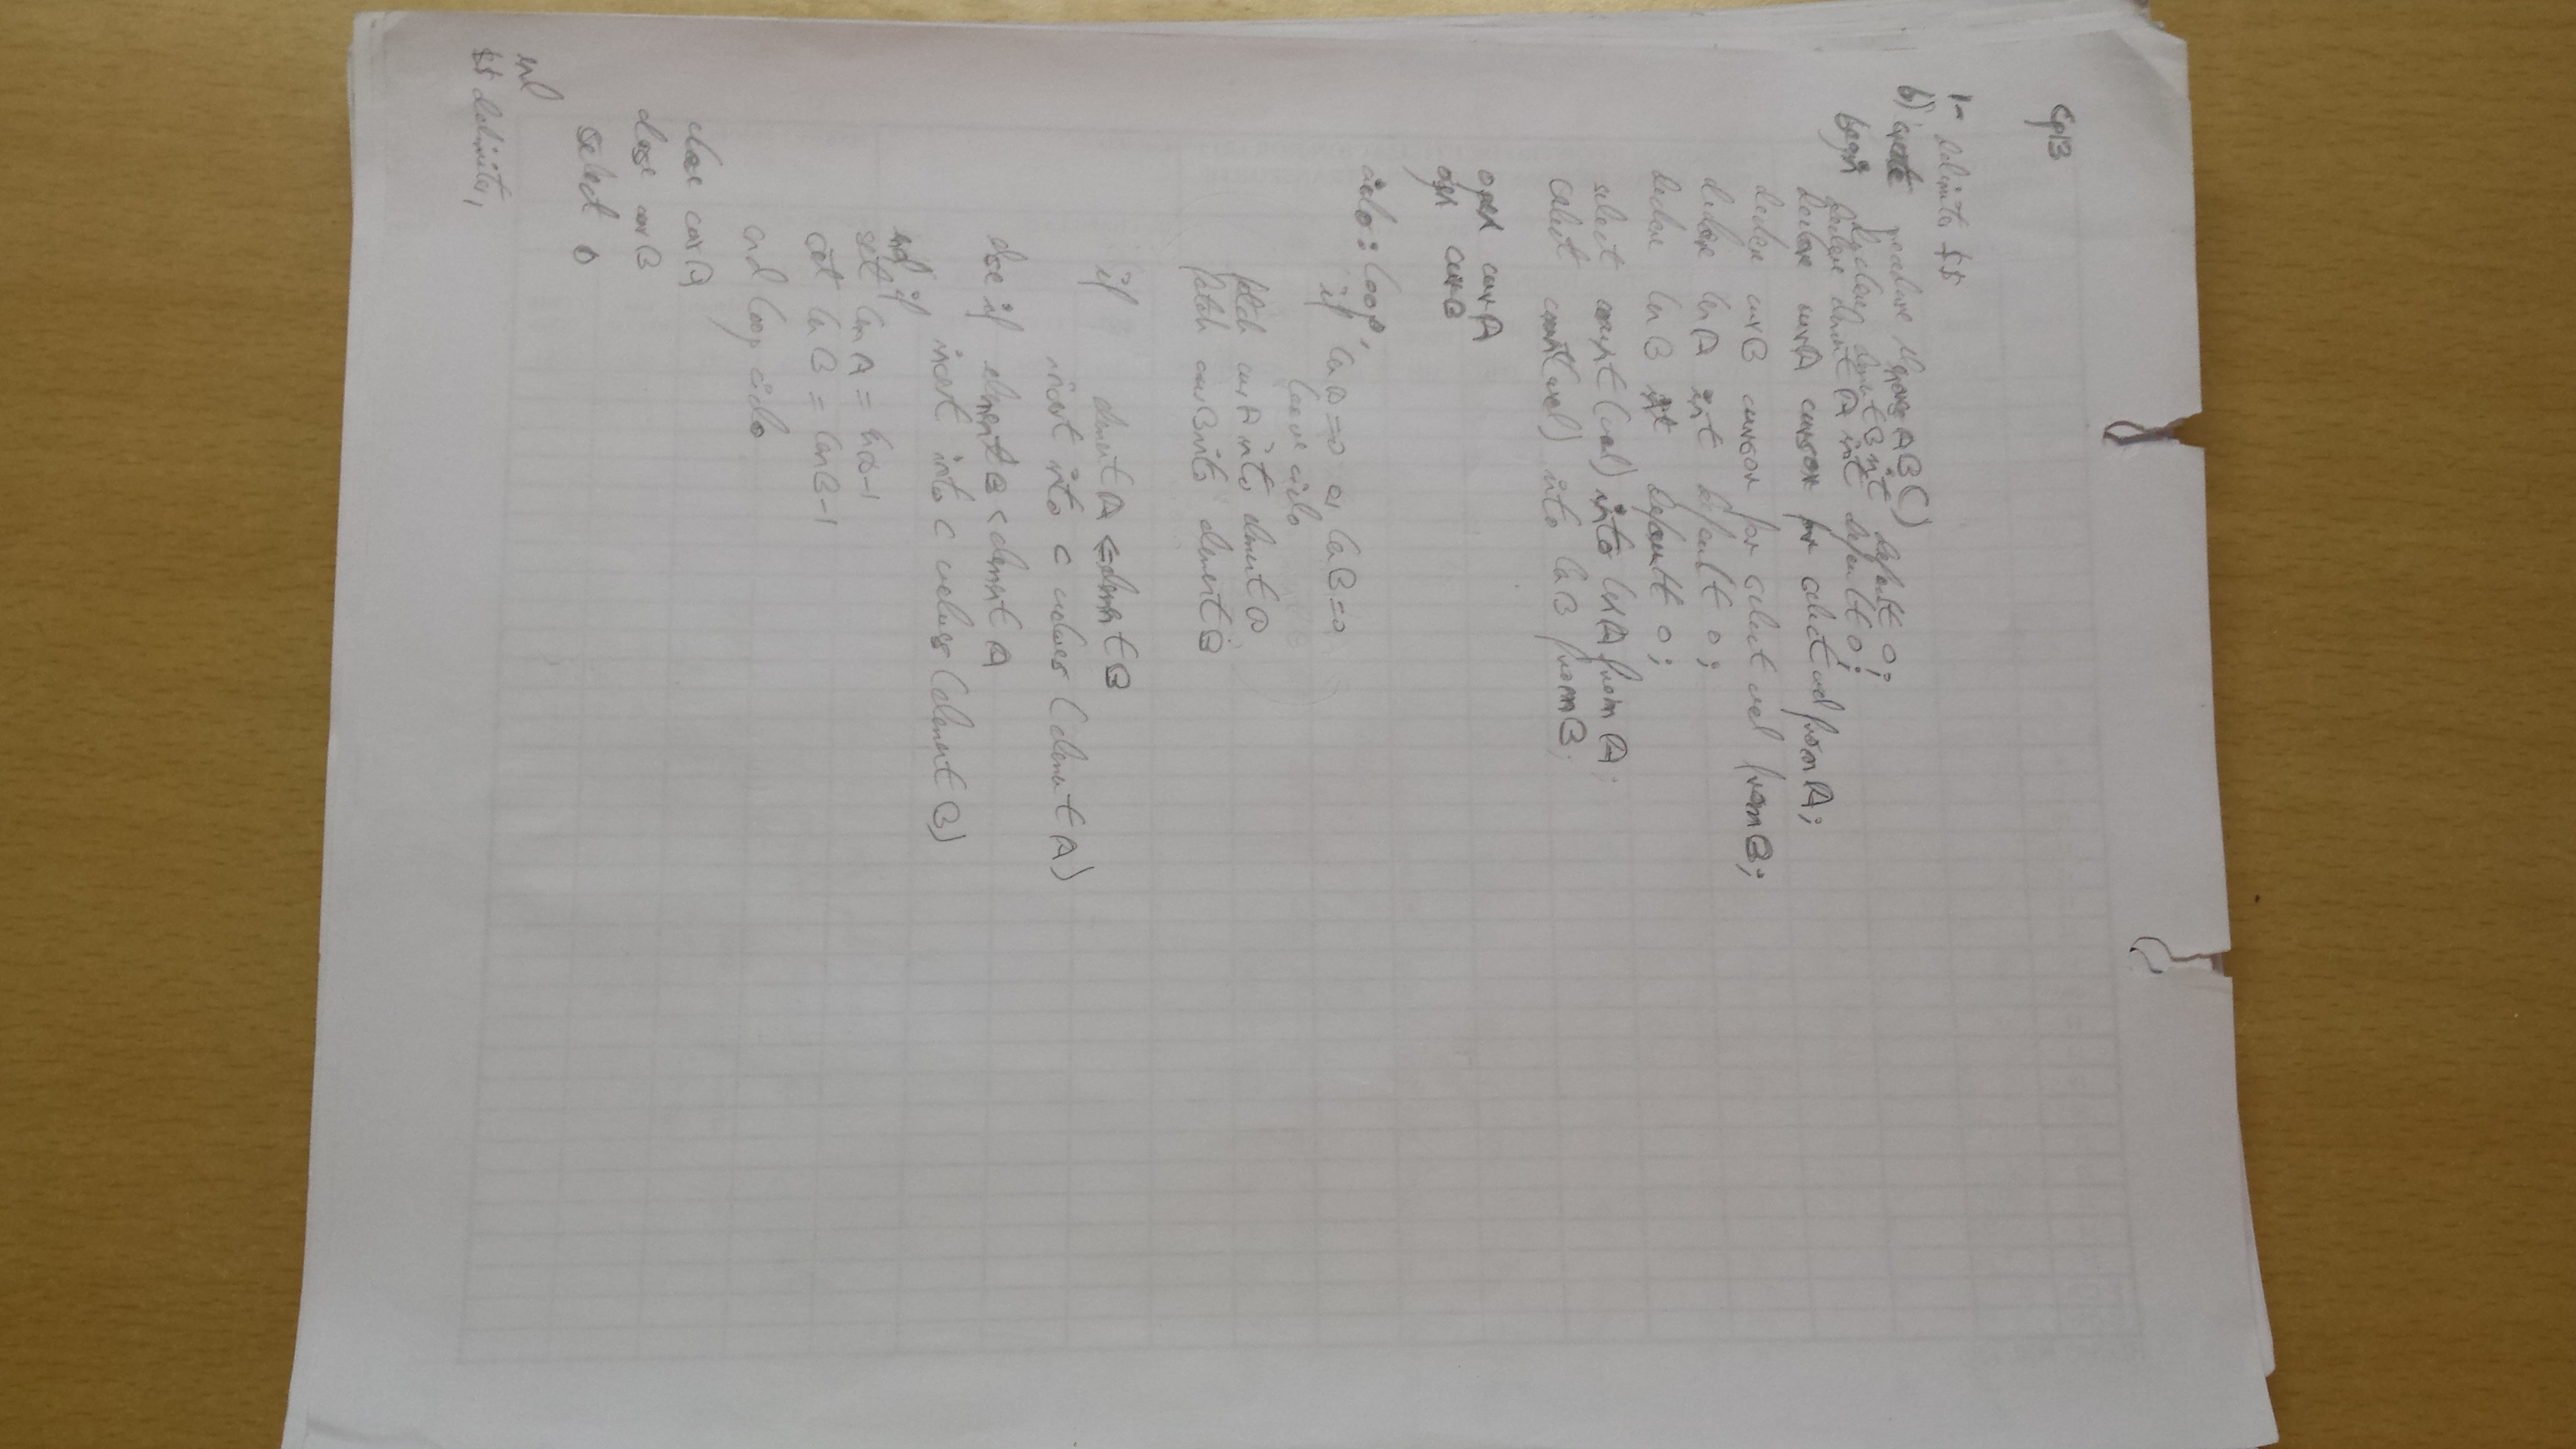 Cp13
1- delimiter $$
b) create procedure AB()
begin
declare elementB int default 0;
declare elementA int default 0;
declare curA cursor for select val from A;
declare curB cursor for select val from B;
declare lenA int default 0;
declare lenB int default 0;
select count(val) into lenA from A;
select count(val) into lenB from B;
open curA
open curB
ciclo: loop
if lenA=0 or lenB=0
leave ciclo
fetch curA into elementA
fetch curB into elementB
if elementA <= elementB
insert into C values (elementA)
else if elementB < elementA
insert into C values (elementB)
end if
set lenA = lenA-1
set lenB = lenB-1
end loop ciclo
close curA
close curB
select 0
end
$$ delimiter ;